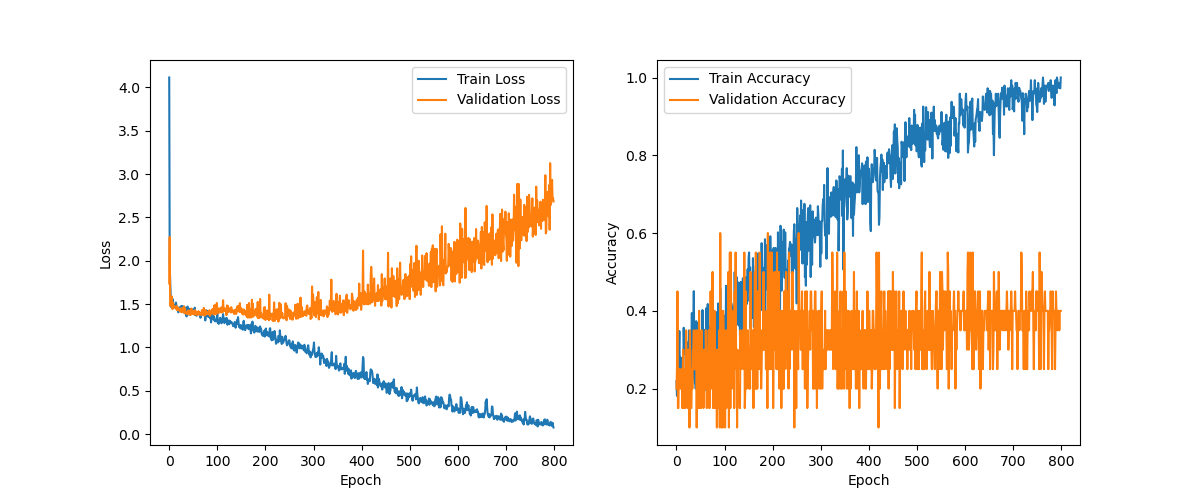 Train Loss
Validation Loss
4.0
3.5
3.0
2.5
2.0
1.5
1.0
0.5
0.0
Loss
0 100 200 300 400 500 600 700 800
Epoch
Train Accuracy
Validation Accuracy
1.0
0.8
0.6
0.4
0.2
Accuracy
0 100 200 300 400 500 600 700 800
Epoch